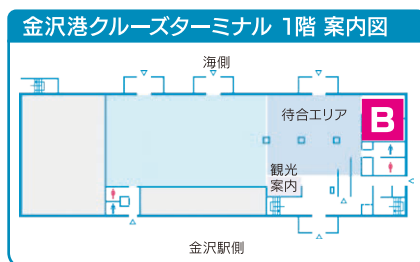 金沢港クルーズターミナル 1階 案内図
海側
待合エリア
B
観光
案内
金沢駅側